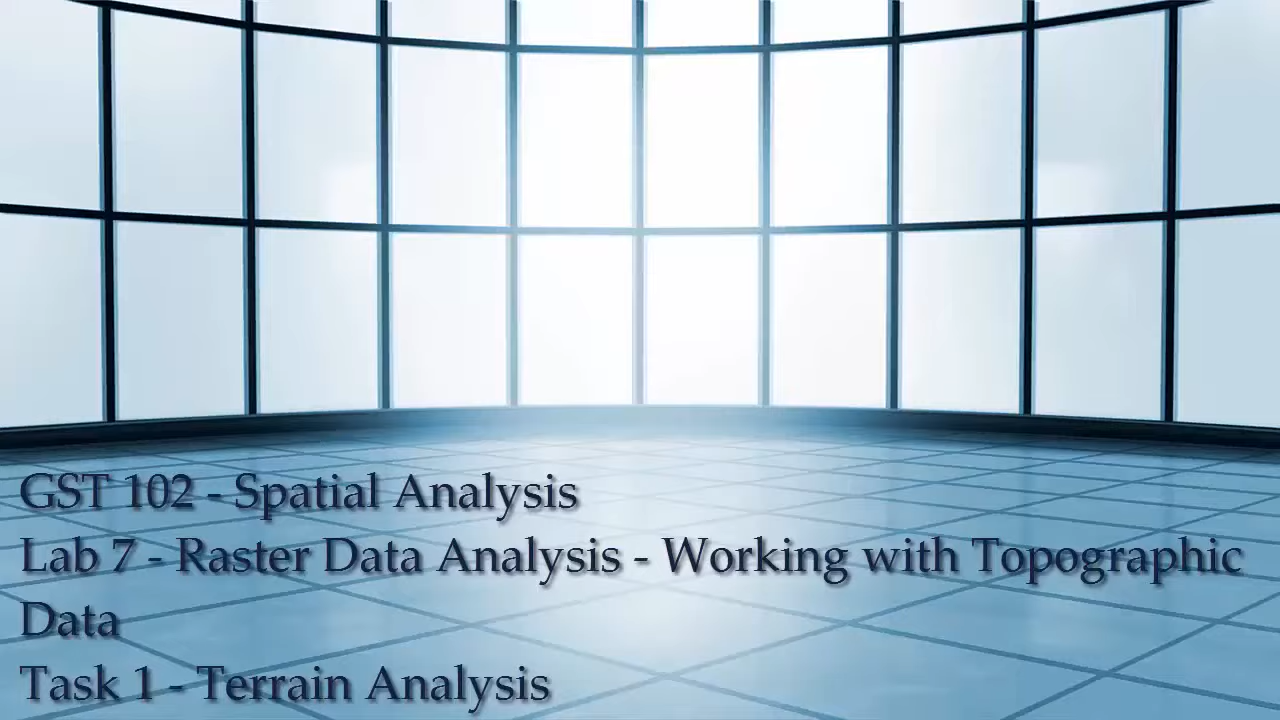 GST 102 - Spatial Analysis
Lab 7 - Raster Data Analysis - Working with Topographic
Data
Task 1 - Terrain Analysis